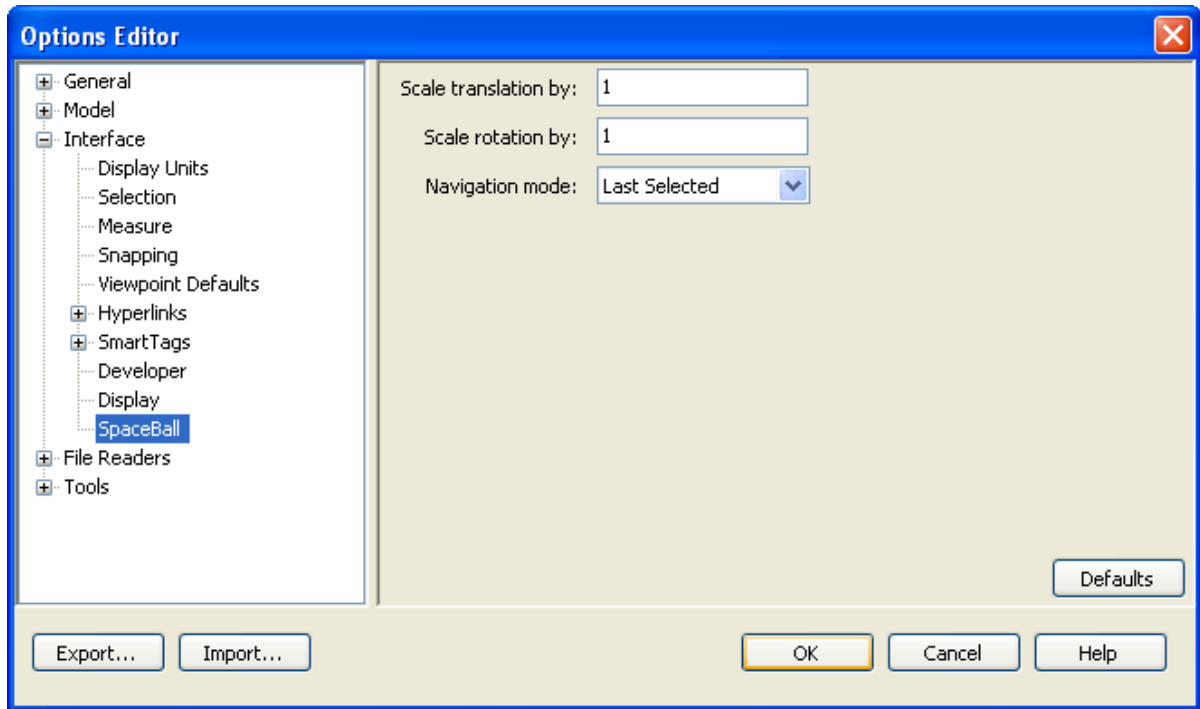 Options Editor
General
Model
Interface
Display Units
Selection
Measure
Snapping
Viewpoint Defaults
Hyperlinks
SmartTags
Developer
Display
SpaceBall
File Readers
Tools
Scale translation by: 1
Scale rotation by: 1
Navigation mode: Last Selected
Defaults
Export... Import... OK Cancel Help